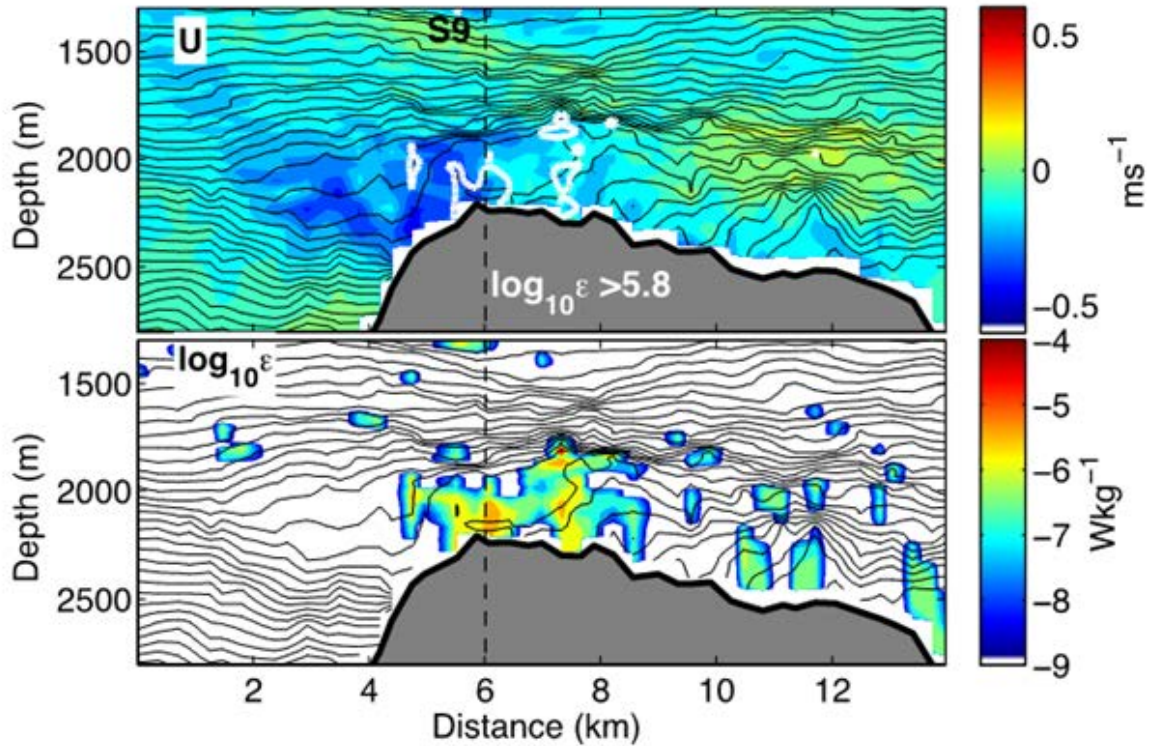 U
S9
1500
2000
2500
Depth (m)
log10ε >5.8
0.5
0
−0.5
ms−1
log10ε
1500
2000
2500
Depth (m)
−4
−5
−6
−7
−8
−9
Wkg−1
2 4 6 8 10 12
Distance (km)